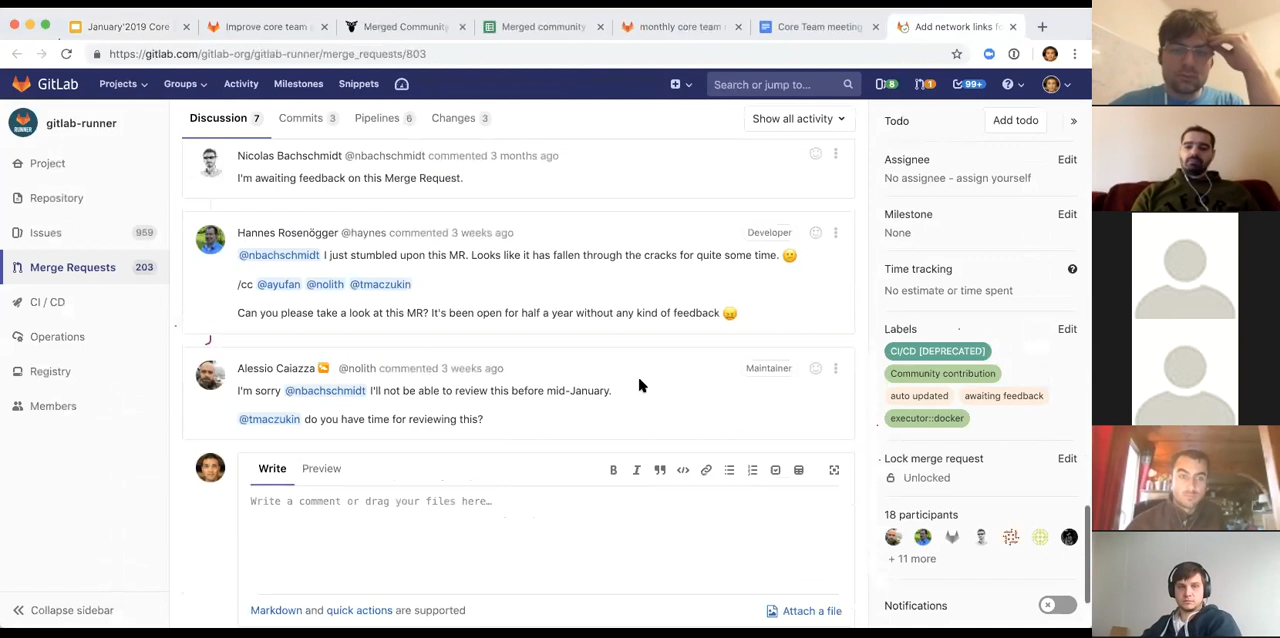 January'2019 Core
Improve core team
Merged Community
Merged community
monthly core team
Core Team meeting
Add network links fo
https://gitlab.com/gitlab-org/gitlab-runner/merge_requests/803
GitLab
Projects
Groups
Activity
Milestones
Snippets
Search or jump to...
8
1
99+
RUNNER
gitlab-runner
Project
Repository
Issues 959
Merge Requests 203
CI / CD
Operations
Registry
Members
Collapse sidebar
Discussion 7
Commits 3
Pipelines 6
Changes 3
Show all activity
Nicolas Bachschmidt @nbachschmidt commented 3 months ago
I'm awaiting feedback on this Merge Request.
Hannes Rosenögger @haynes commented 3 weeks ago
Developer
@nbachschmidt I just stumbled upon this MR. Looks like it has fallen through the cracks for quite some time.
/cc @ayufan @nolith @tmaczukin
Can you please take a look at this MR? It's been open for half a year without any kind of feedback
Alessio Caiazza @nolith commented 3 weeks ago
Maintainer
I'm sorry @nbachschmidt I'll not be able to review this before mid-January.
@tmaczukin do you have time for reviewing this?
Write
Preview
B I
Write a comment or drag your files here…
Markdown and quick actions are supported
Attach a file
Todo
Add todo
Assignee
Edit
No assignee - assign yourself
Milestone
Edit
None
Time tracking
No estimate or time spent
Labels
Edit
CI/CD [DEPRECATED]
Community contribution
auto updated
awaiting feedback
executor::docker
Lock merge request
Edit
Unlocked
18 participants
+ 11 more
Notifications